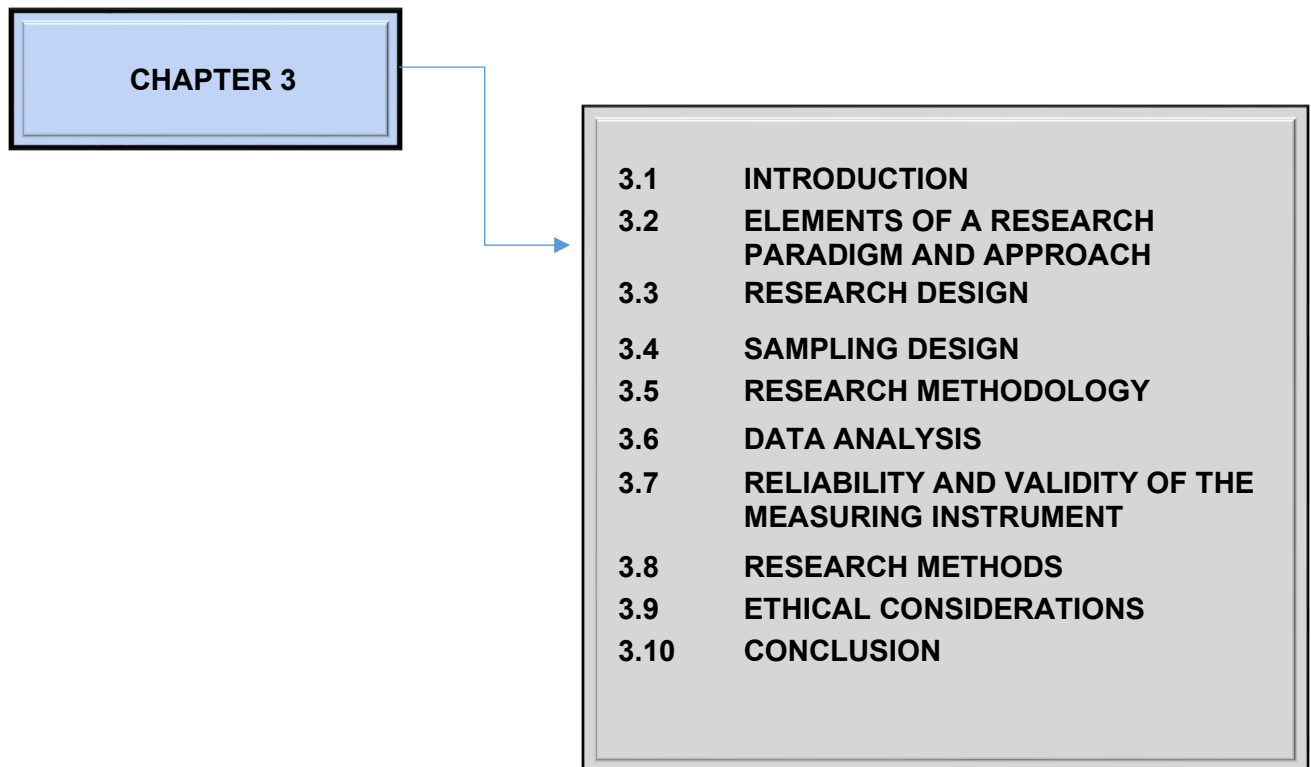 CHAPTER 3
3.1 INTRODUCTION
3.2 ELEMENTS OF A RESEARCH
PARADIGM AND APPROACH
3.3 RESEARCH DESIGN
3.4 SAMPLING DESIGN
3.5 RESEARCH METHODOLOGY
3.6 DATA ANALYSIS
3.7 RELIABILITY AND VALIDITY OF THE
MEASURING INSTRUMENT
3.8 RESEARCH METHODS
3.9 ETHICAL CONSIDERATIONS
3.10 CONCLUSION